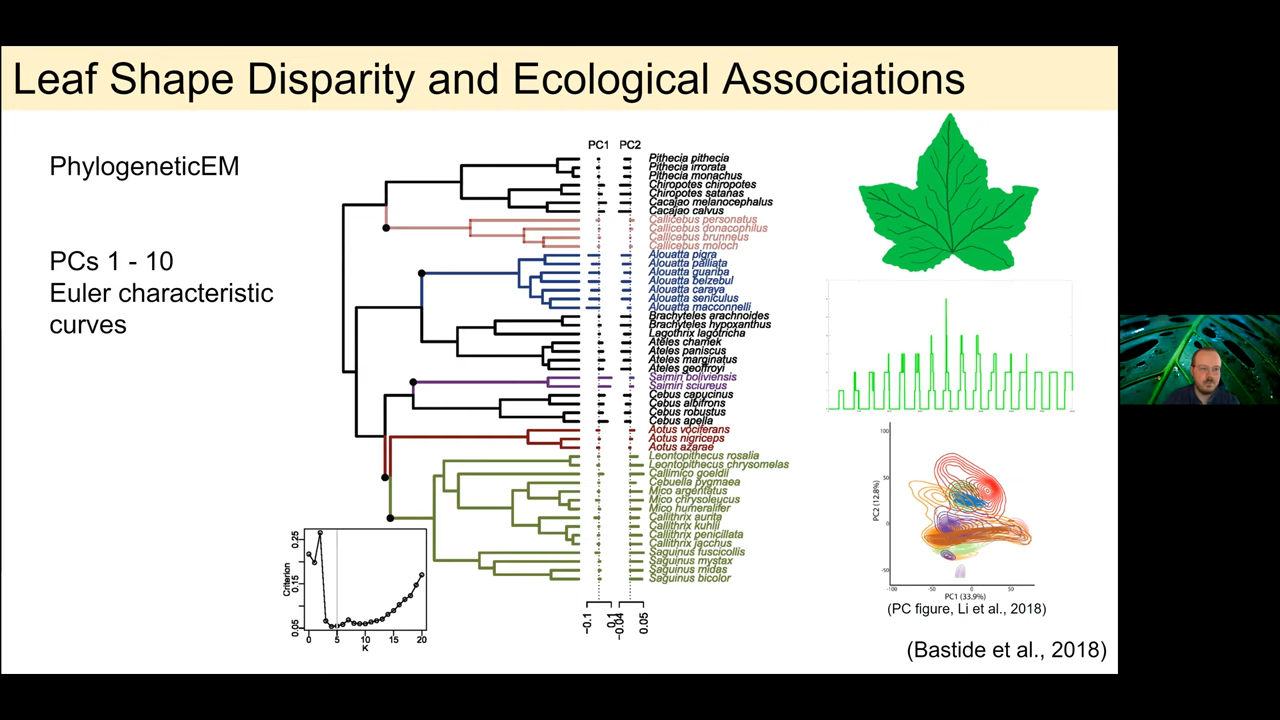 Leaf Shape Disparity and Ecological Associations
PhylogeneticEM
PCs 1 - 10
Euler characteristic
curves
PC1 PC2
Pithecia pithecia
Pithecia irrorata
Pithecia monachus
Chiropotes chiropotes
Chiropotes satanas
Cacajao melanocephalus
Cacajao calvus
Callicebus personatus
Callicebus donacophilus
Callicebus brunneus
Callicebus moloch
Alouatta pigra
Alouatta palliata
Alouatta guariba
Alouatta belzebul
Alouatta caraya
Alouatta seniculus
Alouatta macconnelli
Brachyteles arachnoides
Brachyteles hypoxanthus
Lagothrix lagotricha
Ateles chamek
Ateles paniscus
Ateles marginatus
Ateles geoffroyi
Saimiri boliviensis
Saimiri sciureus
Cebus capucinus
Cebus albifrons
Cebus robustus
Cebus apella
Aotus vociferans
Aotus nigriceps
Aotus azarae
Leontopithecus rosalia
Leontopithecus chrysomelas
Callimico goeldii
Cebuella pygmaea
Mico argentatus
Mico chrysoleucus
Mico humeralifer
Callithrix aurita
Callithrix kuhlii
Callithrix penicillata
Callithrix jacchus
Saguinus fuscicollis
Saguinus mystax
Saguinus midas
Saguinus bicolor
-0.1 0.1 -0.04 0.05
Criterion
0.25
0.15
0.05
0 5 10 15 20
K
PC2 (12.8%)
100
50
0
-50
-100 -50 0 50
PC1 (33.9%)
(PC figure, Li et al., 2018)
(Bastide et al., 2018)